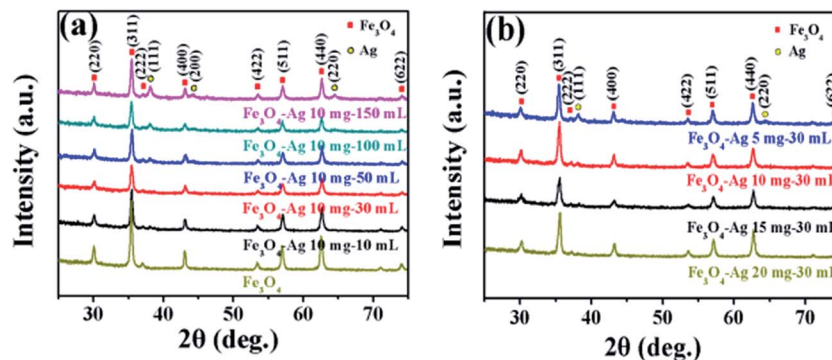 (a)
Fe₃O₄
Ag
(220)
(311)
(222)
(111)
(400)
(200)
(422)
(511)
(440)
(220)
(622)
Fe₃O₄-Ag 10 mg-150 mL
Fe₃O₄-Ag 10 mg-100 mL
Fe₃O₄-Ag 10 mg-50 mL
Fe₃O₄-Ag 10 mg-30 mL
Fe₃O₄-Ag 10 mg-10 mL
Fe₃O₄
Intensity (a.u.)
30 40 50 60 70
2θ (deg.)
(b)
Fe₃O₄
Ag
(220)
(311)
(222)
(111)
(400)
(422)
(511)
(440)
(220)
Fe₃O₄-Ag 5 mg-30 mL
Fe₃O₄-Ag 10 mg-30 mL
Fe₃O₄-Ag 15 mg-30 mL
Fe₃O₄-Ag 20 mg-30 mL
Intensity (a.u.)
30 40 50 60 70
2θ (deg.)